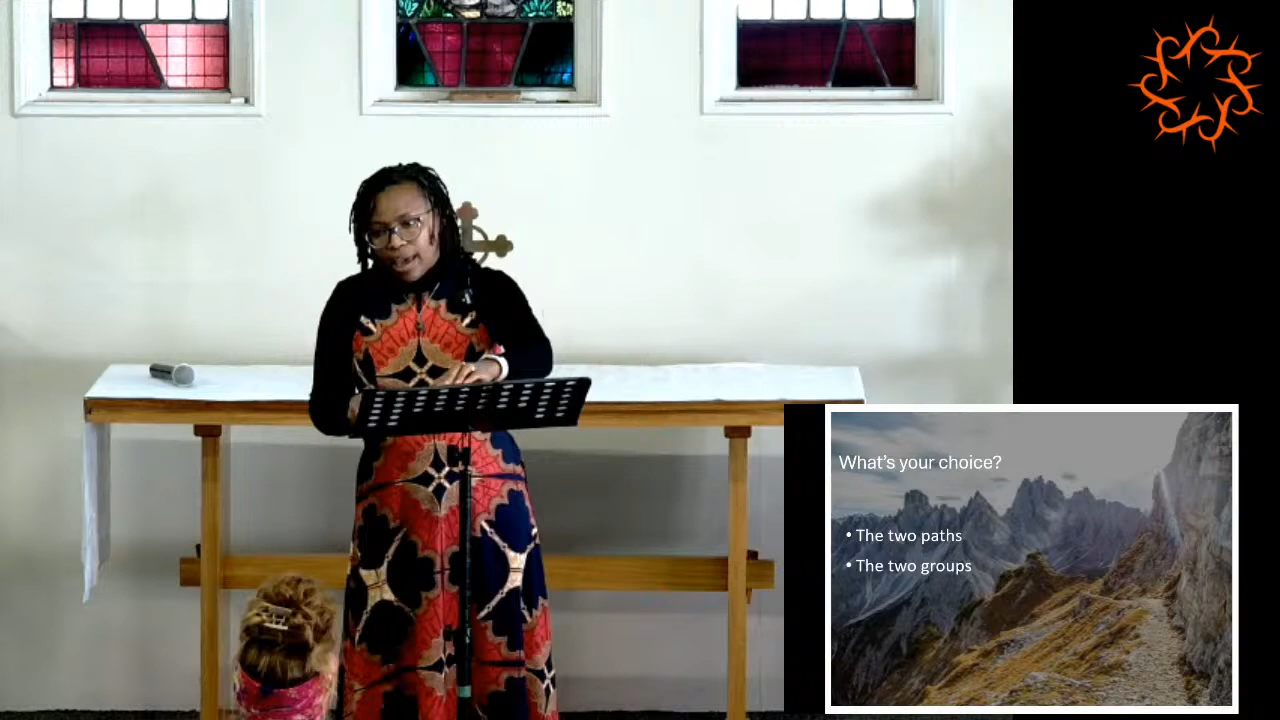 What's your choice?
• The two paths
• The two groups